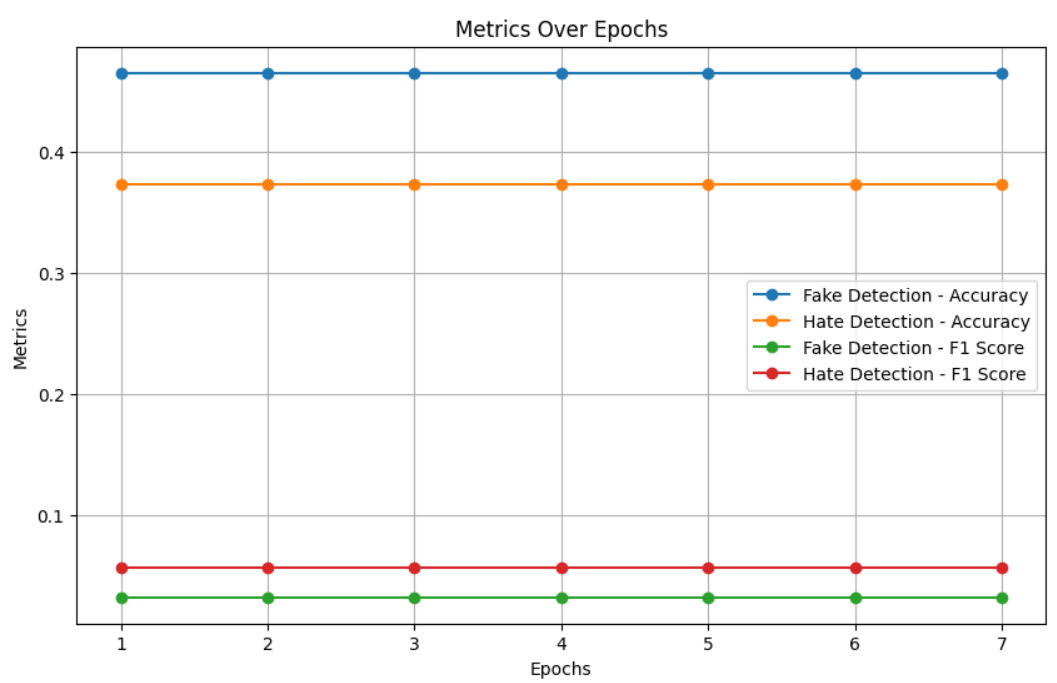 Metrics Over Epochs
0.4
0.3
0.2
0.1
Metrics
Fake Detection - Accuracy
Hate Detection - Accuracy
Fake Detection - F1 Score
Hate Detection - F1 Score
1 2 3 4 5 6 7
Epochs